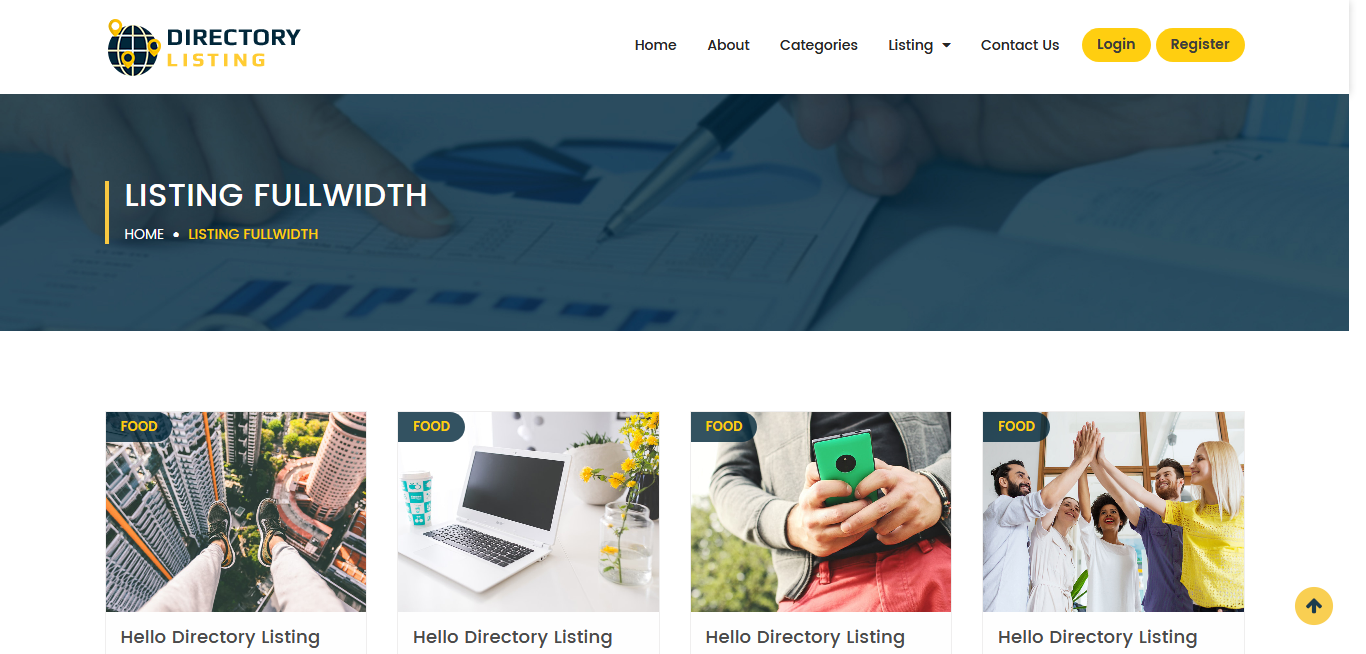 DIRECTORY
LISTING
Home About Categories Listing Contact Us Login Register
LISTING FULLWIDTH
HOME LISTING FULLWIDTH
FOOD FOOD FOOD FOOD
Hello Directory Listing Hello Directory Listing Hello Directory Listing Hello Directory Listing